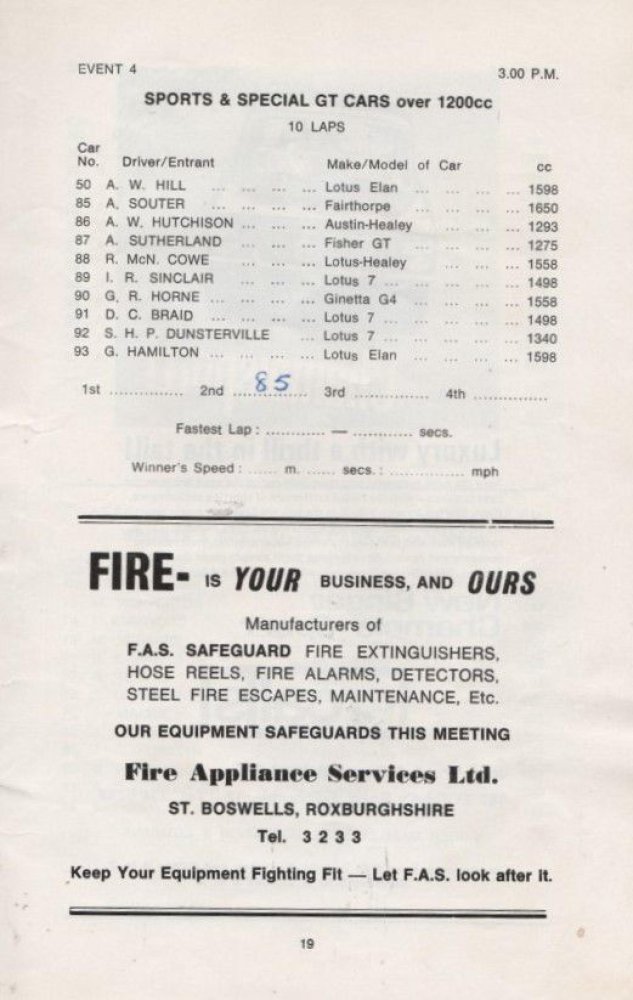 EVENT 4 3.00 P.M.
SPORTS & SPECIAL GT CARS over 1200cc
10 LAPS
Car
No. Driver/Entrant Make/Model of Car cc
50 A. W. HILL ... ... ... ... Lotus Elan ... ... ... ... 1598
85 A. SOUTER ... ... ... ... Fairthorpe ... ... ... ... 1650
86 A. W. HUTCHISON ... ... ... Austin-Healey ... ... ... 1293
87 A. SUTHERLAND ... ... ... Fisher GT ... ... ... ... 1275
88 R. McN. COWE ... ... ... Lotus-Healey ... ... ... 1558
89 I. R. SINCLAIR ... ... ... Lotus 7 ... ... ... ... 1498
90 G. R. HORNE ... ... ... ... Ginetta G4 ... ... ... ... 1558
91 D. C. BRAID ... ... ... ... Lotus 7 ... ... ... ... 1498
92 S. H. P. DUNSTERVILLE ... Lotus 7 ... ... ... ... 1340
93 G. HAMILTON ... ... ... ... Lotus Elan ... ... ... ... 1598
1st ............... 2nd ....85.... 3rd ............... 4th ...............
Fastest Lap : ............ — ............ secs.
Winner's Speed : ...... m. ...... secs. : ............... mph
FIRE- IS YOUR BUSINESS, AND OURS
Manufacturers of
F.A.S. SAFEGUARD FIRE EXTINGUISHERS,
HOSE REELS, FIRE ALARMS, DETECTORS,
STEEL FIRE ESCAPES, MAINTENANCE, Etc.
OUR EQUIPMENT SAFEGUARDS THIS MEETING
Fire Appliance Services Ltd.
ST. BOSWELLS, ROXBURGHSHIRE
Tel. 3 2 3 3
Keep Your Equipment Fighting Fit — Let F.A.S. look after it.
19